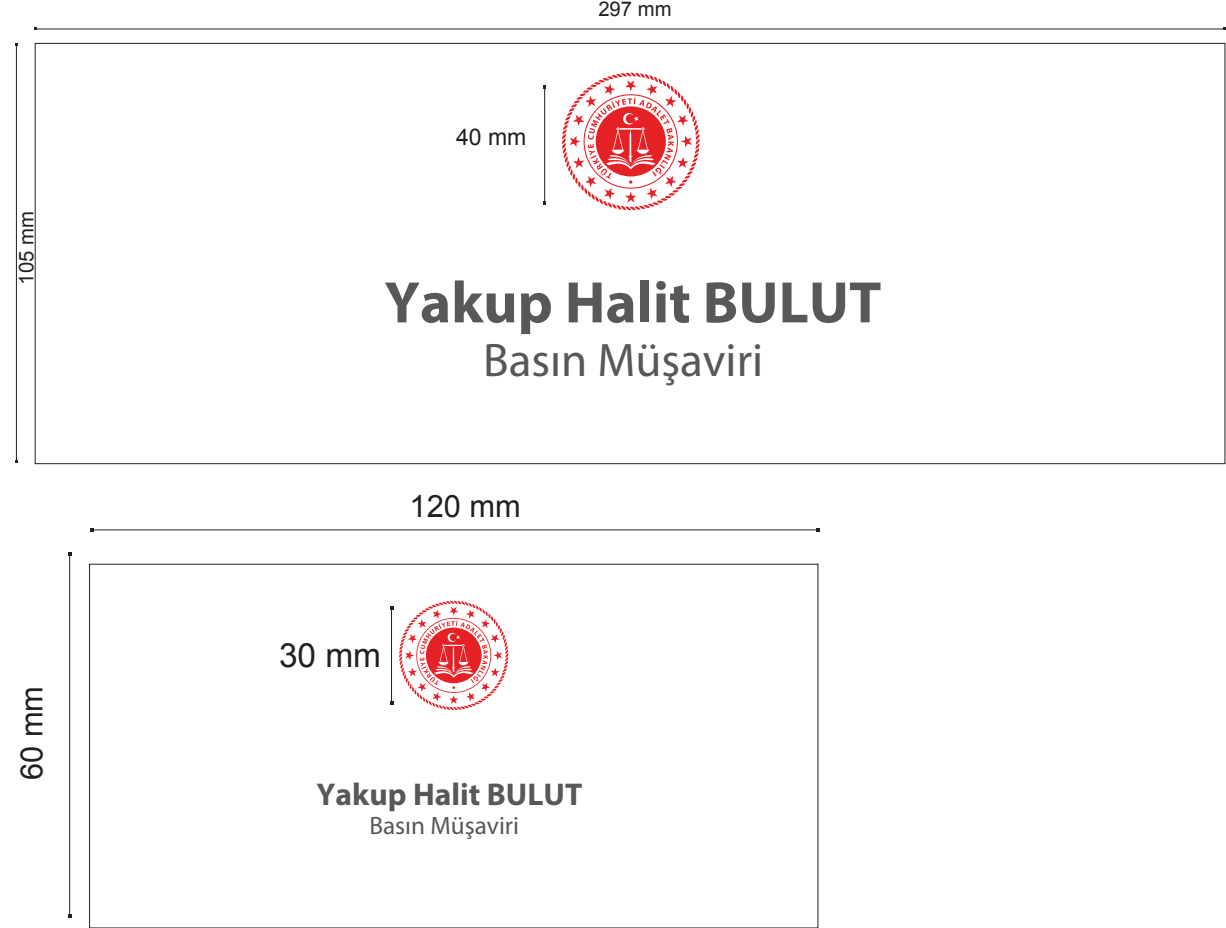 297 mm
40 mm
TÜRKİYE CUMHURİYETİ ADALET BAKANLIĞI
105 mm
Yakup Halit BULUT
Basın Müşaviri
120 mm
30 mm
TÜRKİYE CUMHURİYETİ ADALET BAKANLIĞI
60 mm
Yakup Halit BULUT
Basın Müşaviri